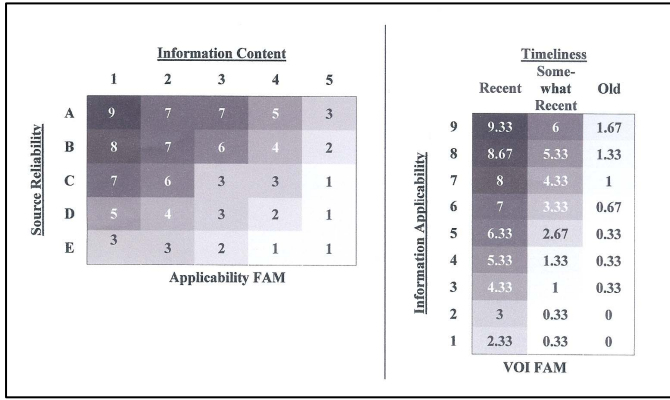 Information Content
1 2 3 4 5
Source Reliability
A 9 7 7 5 3
B 8 7 6 4 2
C 7 6 3 3 1
D 5 4 3 2 1
E 3 3 2 1 1
Applicability FAM
Timeliness
Recent Some-
what
Recent Old
Information Applicability
9 9.33 6 1.67
8 8.67 5.33 1.33
7 8 4.33 1
6 7 3.33 0.67
5 6.33 2.67 0.33
4 5.33 1.33 0.33
3 4.33 1 0.33
2 3 0.33 0
1 2.33 0.33 0
VOI FAM